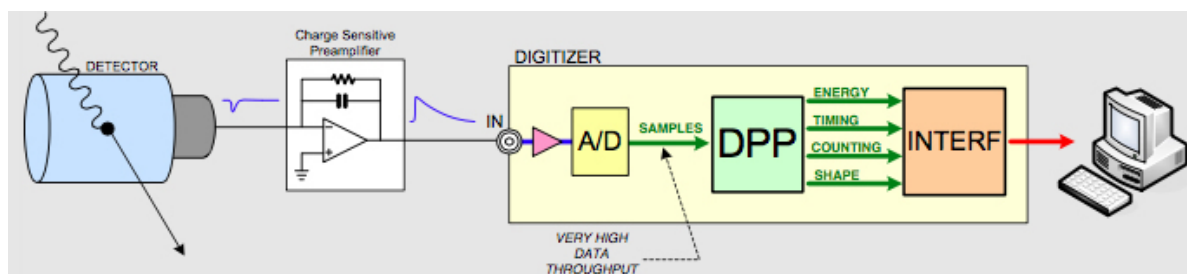 DETECTOR
Charge Sensitive
Preamplifier
−
+
DIGITIZER
IN
A/D
SAMPLES
DPP
ENERGY
TIMING
COUNTING
SHAPE
INTERF
VERY HIGH
DATA
THROUGHPUT